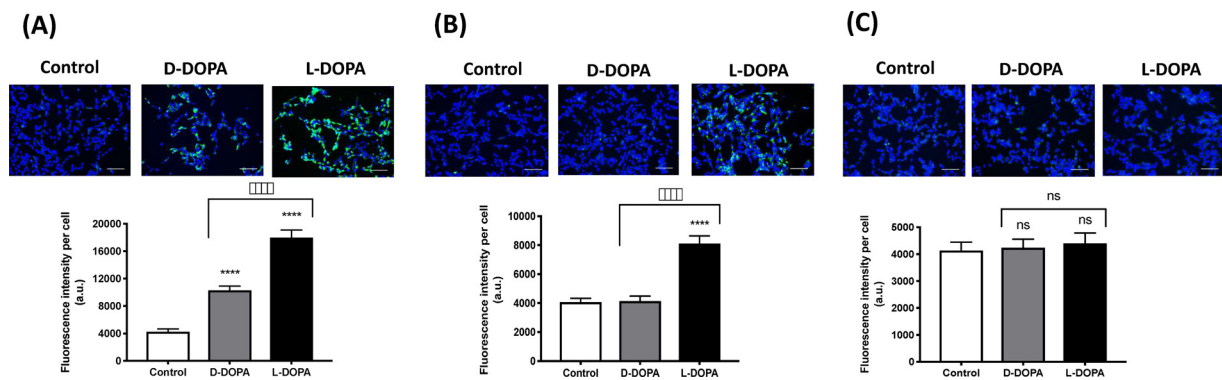 (A)
Control D-DOPA L-DOPA
Fluorescence intensity per cell
(a.u.)
20000
16000
12000
8000
4000
0
****
****
Control D-DOPA L-DOPA
(B)
Control D-DOPA L-DOPA
Fluorescence intensity per cell
(a.u.)
10000
8000
6000
4000
2000
0
****
Control D-DOPA L-DOPA
(C)
Control D-DOPA L-DOPA
Fluorescence intensity per cell
(a.u.)
5000
4000
3000
2000
1000
0
ns
ns ns
Control D-DOPA L-DOPA